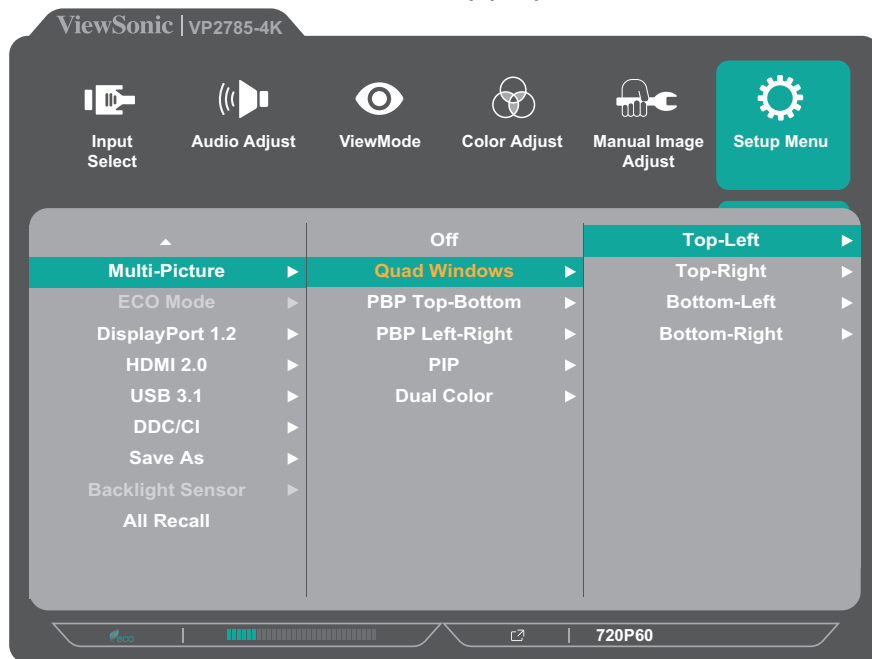 ViewSonic | VP2785-4K
Input Select
Audio Adjust
ViewMode
Color Adjust
Manual Image Adjust
Setup Menu
Multi-Picture
ECO Mode
DisplayPort 1.2
HDMI 2.0
USB 3.1
DDC/CI
Save As
Backlight Sensor
All Recall
Off
Quad Windows
PBP Top-Bottom
PBP Left-Right
PIP
Dual Color
Top-Left
Top-Right
Bottom-Left
Bottom-Right
eco
720P60